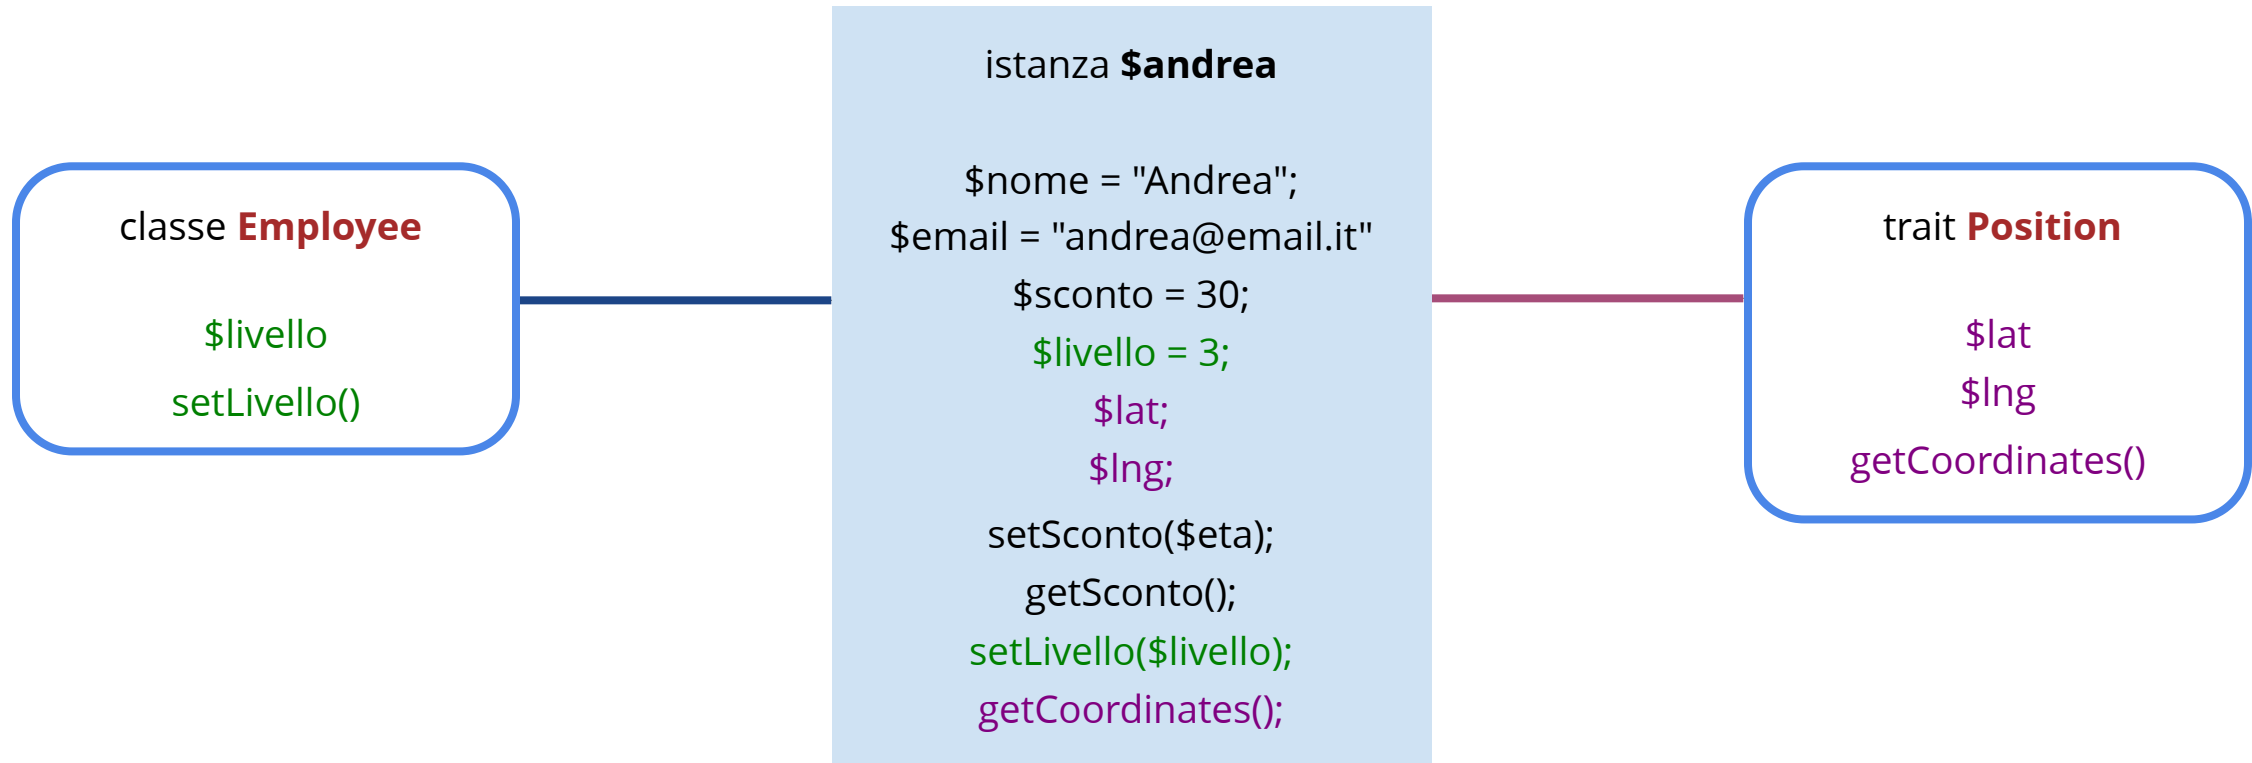 classe Employee
$livello
setLivello()
istanza $andrea
$nome = "Andrea";
$email = "andrea@email.it"
$sconto = 30;
$livello = 3;
$lat;
$lng;
setSconto($eta);
getSconto();
setLivello($livello);
getCoordinates();
trait Position
$lat
$lng
getCoordinates()